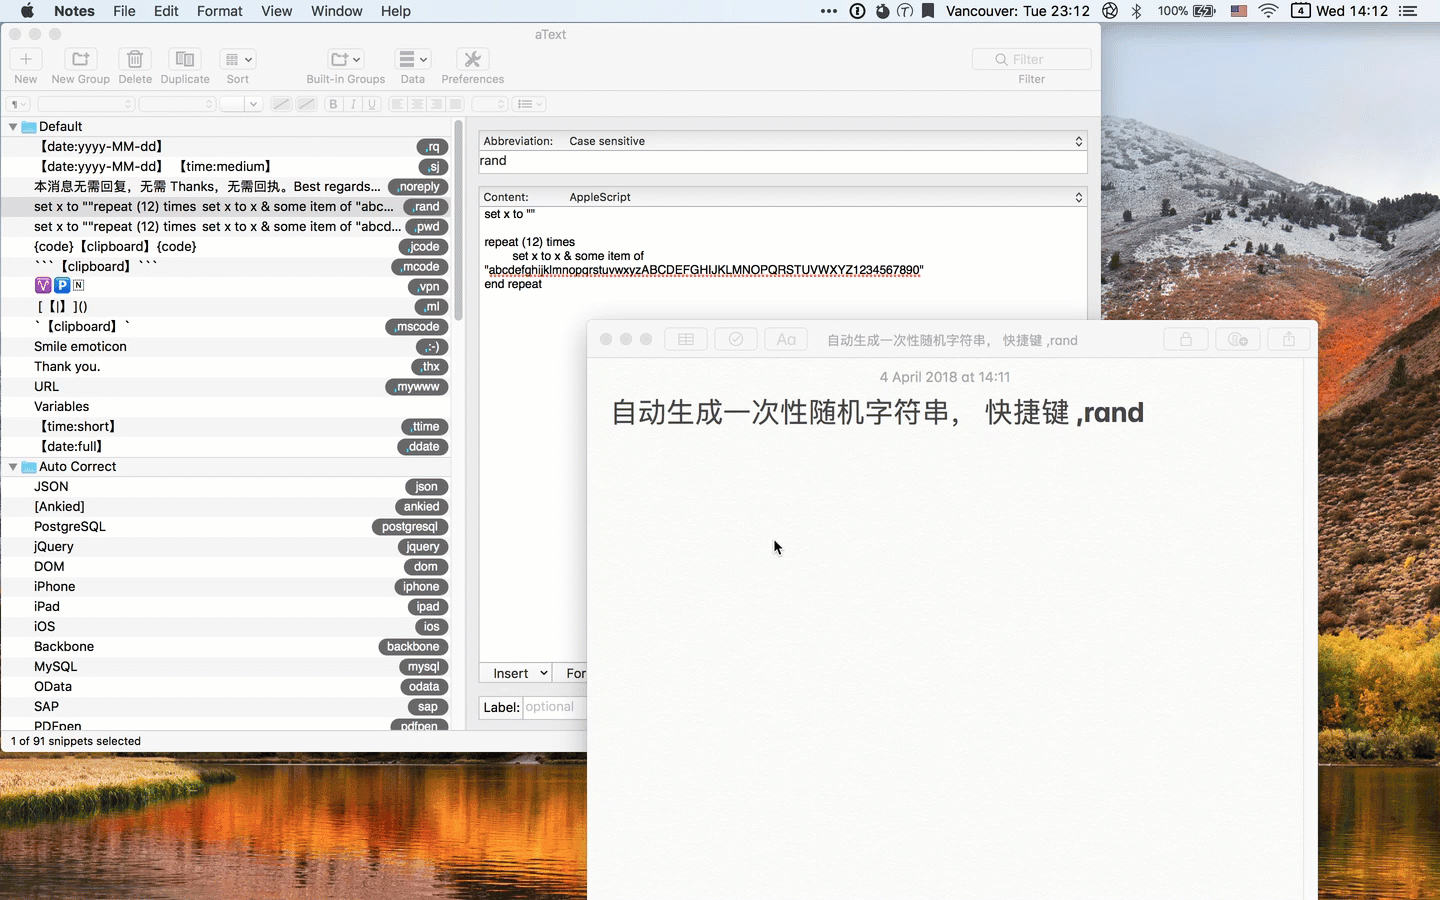 Notes File Edit Format View Window Help
Vancouver: Tue 23:12 100% 4 Wed 14:12
aText
New New Group Delete Duplicate Sort Built-in Groups Data Preferences Filter
Filter
B I U
Default
【date:yyyy-MM-dd】 ,rq
【date:yyyy-MM-dd】 【time:medium】 ,sj
本消息无需回复，无需 Thanks，无需回执。Best regards... ,noreply
set x to ""repeat (12) times set x to x & some item of "abc... ,rand
set x to ""repeat (12) times set x to x & some item of "abcd... ,pwd
{code}【clipboard】{code} ,jcode
```【clipboard】``` ,mcode
🆅🅿🄽 ,vpn
[【|】]() ,ml
`【clipboard】` ,mscode
Smile emoticon ,:-)
Thank you. ,thx
URL ,mywww
Variables
【time:short】 ,ttime
【date:full】 ,ddate
Auto Correct
JSON json
[Ankied] ankied
PostgreSQL postgresql
jQuery jquery
DOM dom
iPhone iphone
iPad ipad
iOS ios
Backbone backbone
MySQL mysql
OData odata
SAP sap
PDFpen pdfpen
1 of 91 snippets selected
Abbreviation: Case sensitive
rand
Content: AppleScript
set x to ""
repeat (12) times
set x to x & some item of
"abcdefghijklmnopqrstuvwxyzABCDEFGHIJKLMNOPQRSTUVWXYZ1234567890"
end repeat
Insert For
Label: optional
Aa 自动生成一次性随机字符串， 快捷键 ,rand
4 April 2018 at 14:11
自动生成一次性随机字符串， 快捷键 ,rand